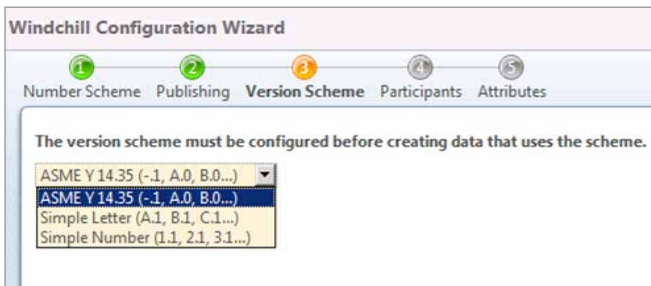 Windchill Configuration Wizard
1 2 3 4 5
Number Scheme Publishing Version Scheme Participants Attributes
The version scheme must be configured before creating data that uses the scheme.
ASME Y 14.35 (-.1, A.0, B.0...)
ASME Y 14.35 (-.1, A.0, B.0...)
Simple Letter (A.1, B.1, C.1...)
Simple Number (1.1, 2.1, 3.1...)